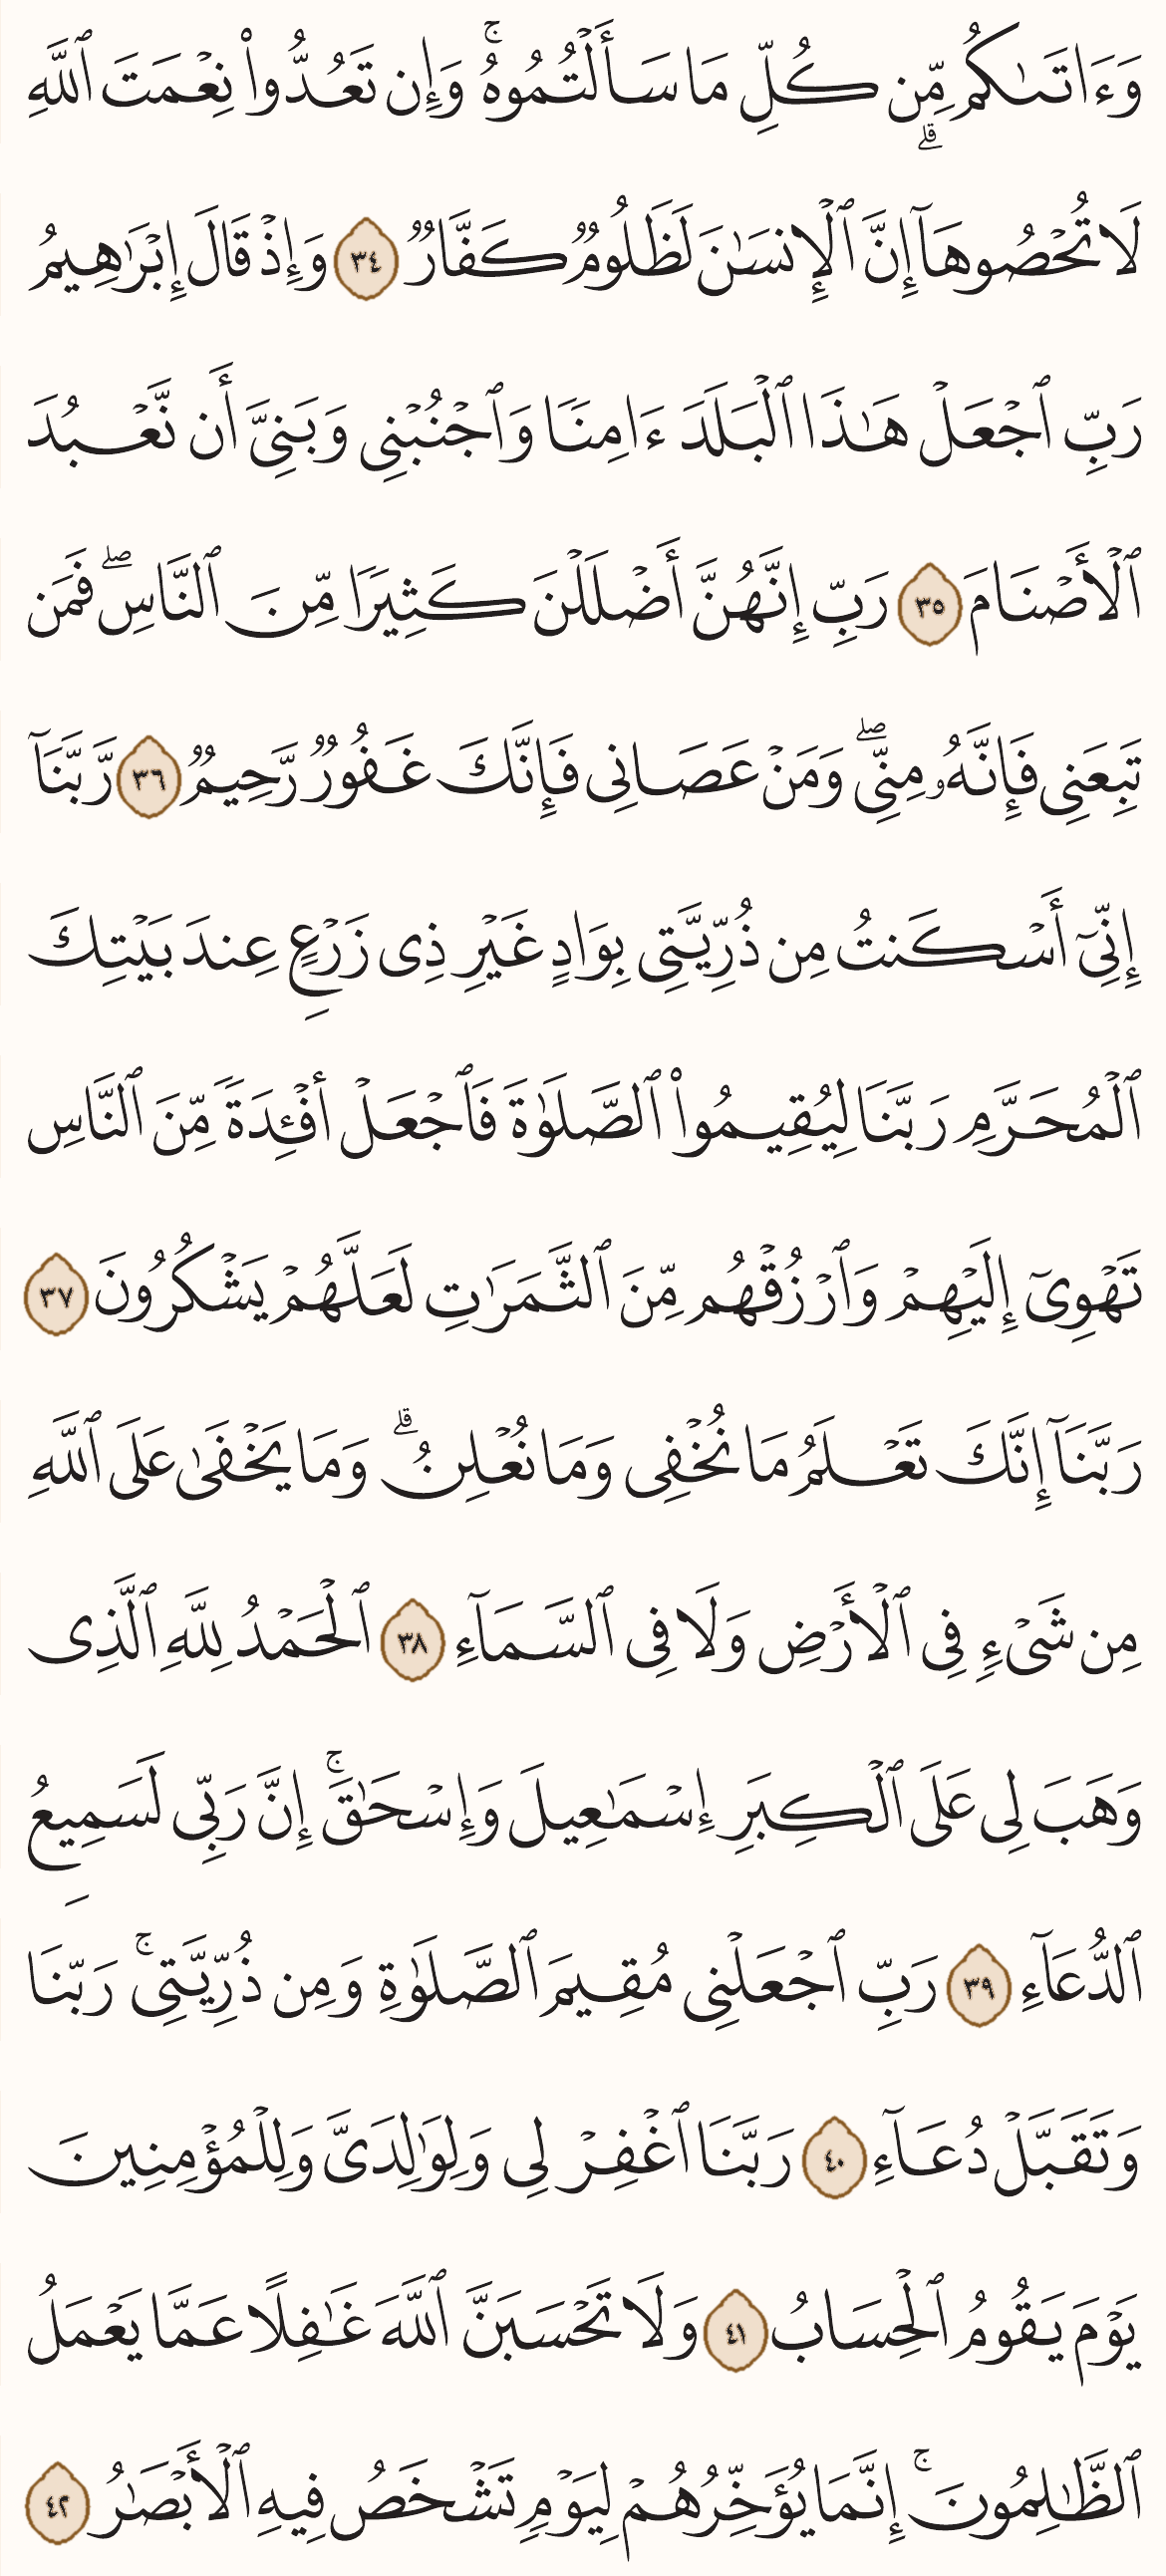 وَءَاتَىٰكُم مِّن كُلِّ مَا سَأَلْتُمُوهُ ۚ وَإِن تَعُدُّوا۟ نِعْمَتَ ٱللَّهِ
لَا تُحْصُوهَآ ۗ إِنَّ ٱلْإِنسَـٰنَ لَظَلُومٌ كَفَّارٌ ٣٤ وَإِذْ قَالَ إِبْرَٰهِيمُ
رَبِّ ٱجْعَلْ هَـٰذَا ٱلْبَلَدَ ءَامِنًا وَٱجْنُبْنِى وَبَنِىَّ أَن نَّعْبُدَ
ٱلْأَصْنَامَ ٣٥ رَبِّ إِنَّهُنَّ أَضْلَلْنَ كَثِيرًا مِّنَ ٱلنَّاسِ ۖ فَمَن
تَبِعَنِى فَإِنَّهُۥ مِنِّى ۖ وَمَنْ عَصَانِى فَإِنَّكَ غَفُورٌ رَّحِيمٌ ٣٦ رَّبَّنَآ
إِنِّىٓ أَسْكَنتُ مِن ذُرِّيَّتِى بِوَادٍ غَيْرِ ذِى زَرْعٍ عِندَ بَيْتِكَ
ٱلْمُحَرَّمِ رَبَّنَا لِيُقِيمُوا۟ ٱلصَّلَوٰةَ فَٱجْعَلْ أَفْـِٔدَةً مِّنَ ٱلنَّاسِ
تَهْوِىٓ إِلَيْهِمْ وَٱرْزُقْهُم مِّنَ ٱلثَّمَرَٰتِ لَعَلَّهُمْ يَشْكُرُونَ ٣٧
رَبَّنَآ إِنَّكَ تَعْلَمُ مَا نُخْفِى وَمَا نُعْلِنُ ۗ وَمَا يَخْفَىٰ عَلَى ٱللَّهِ
مِن شَىْءٍ فِى ٱلْأَرْضِ وَلَا فِى ٱلسَّمَآءِ ٣٨ ٱلْحَمْدُ لِلَّهِ ٱلَّذِى
وَهَبَ لِى عَلَى ٱلْكِبَرِ إِسْمَـٰعِيلَ وَإِسْحَـٰقَ ۚ إِنَّ رَبِّى لَسَمِيعُ
ٱلدُّعَآءِ ٣٩ رَبِّ ٱجْعَلْنِى مُقِيمَ ٱلصَّلَوٰةِ وَمِن ذُرِّيَّتِى ۚ رَبَّنَا
وَتَقَبَّلْ دُعَآءِ ٤٠ رَبَّنَا ٱغْفِرْ لِى وَلِوَٰلِدَىَّ وَلِلْمُؤْمِنِينَ
يَوْمَ يَقُومُ ٱلْحِسَابُ ٤١ وَلَا تَحْسَبَنَّ ٱللَّهَ غَـٰفِلًا عَمَّا يَعْمَلُ
ٱلظَّـٰلِمُونَ ۚ إِنَّمَا يُؤَخِّرُهُمْ لِيَوْمٍ تَشْخَصُ فِيهِ ٱلْأَبْصَـٰرُ ٤٢